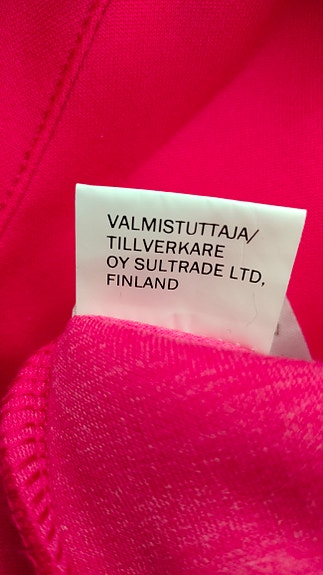 VALMISTUTTAJA/
TILLVERKARE
OY SULTRADE LTD,
FINLAND